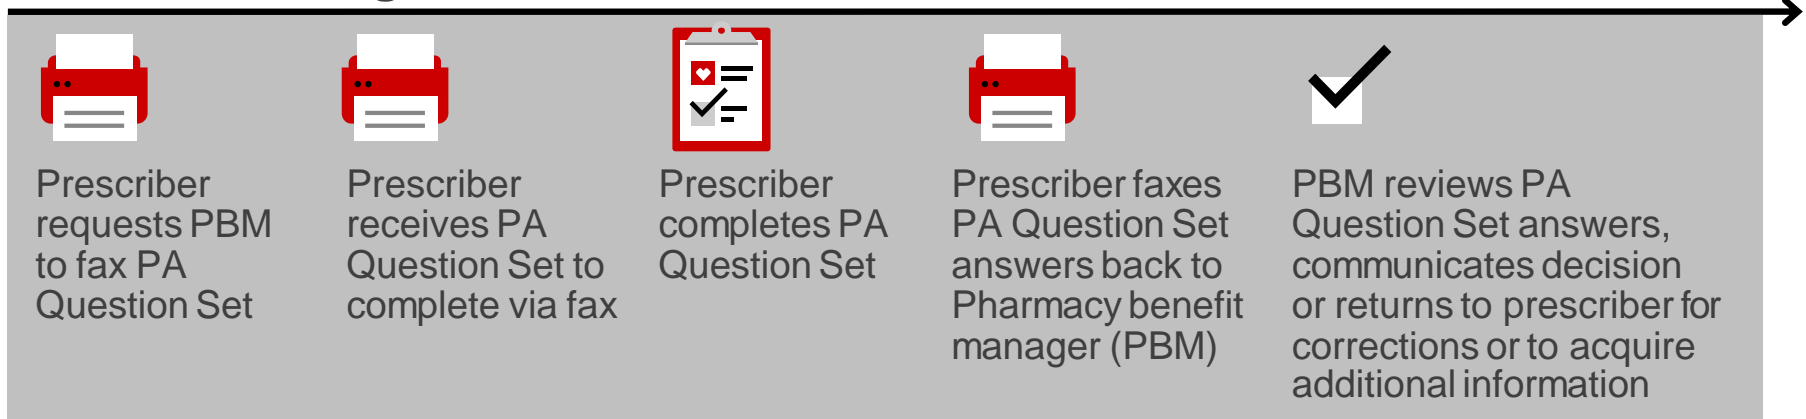 Prescriber
requests PBM
to fax PA
Question Set
Prescriber
receives PA
Question Set to
complete via fax
Prescriber
completes PA
Question Set
Prescriber faxes
PA Question Set
answers back to
Pharmacy benefit
manager (PBM)
PBM reviews PA
Question Set answers,
communicates decision
or returns to prescriber for
corrections or to acquire
additional information